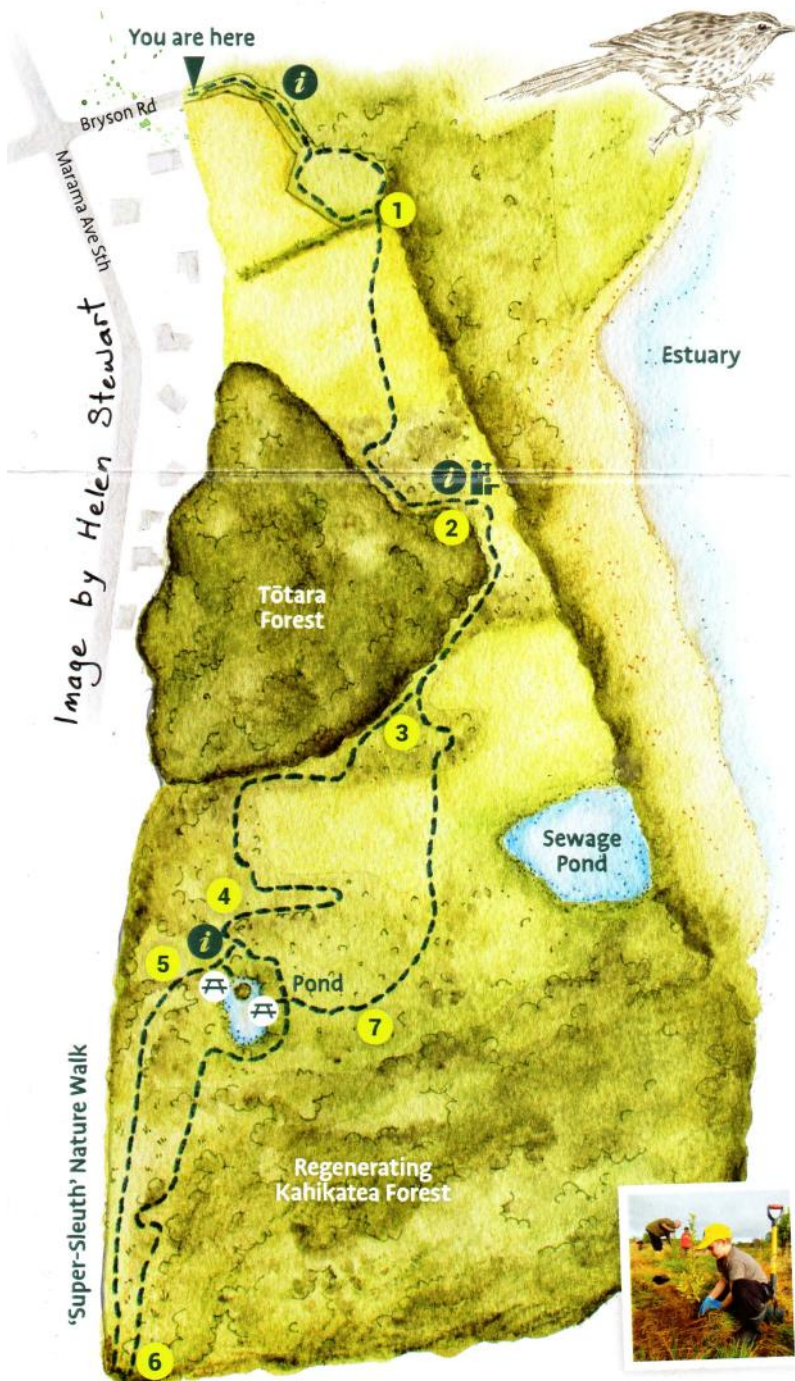 You are here
i
Bryson Rd
Marama Ave Sth
1
Estuary
Image by Helen Stewart
i
2
Tōtara
Forest
3
Sewage
Pond
4
i
5
Pond
7
'Super-Sleuth' Nature Walk
Regenerating
Kahikatea Forest
6